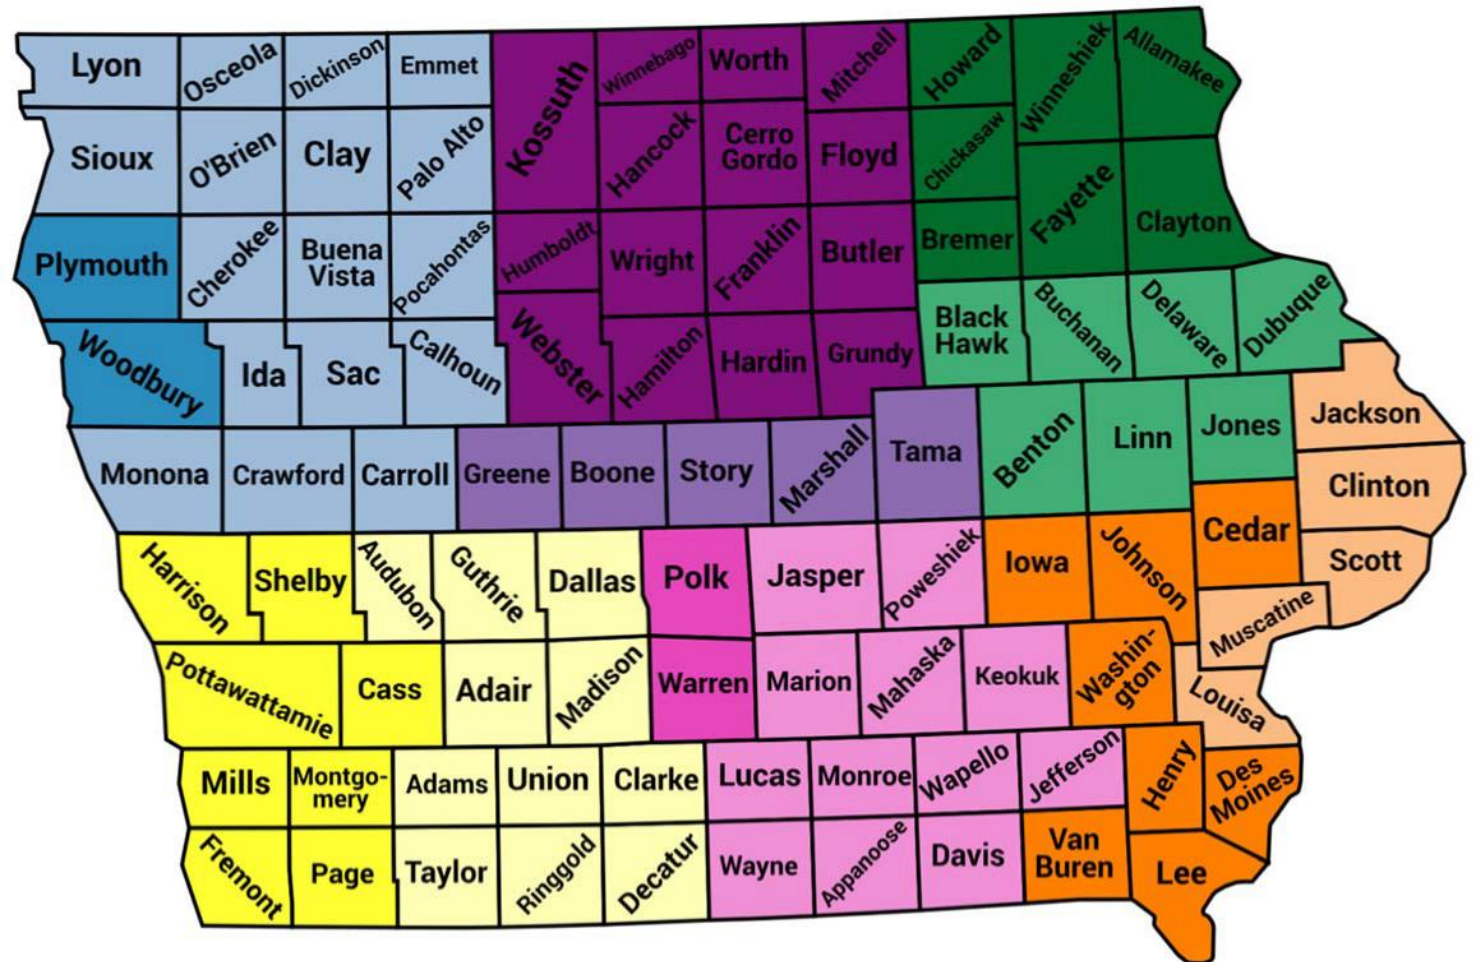 Lyon
Osceola
Dickinson
Emmet
Kossuth
Winnebago
Worth
Mitchell
Howard
Winneshiek
Allamakee
Sioux
O'Brien
Clay
Palo Alto
Hancock
Cerro
Gordo
Floyd
Chickasaw
Fayette
Clayton
Plymouth
Cherokee
Buena
Vista
Pocahontas
Humboldt
Wright
Franklin
Butler
Bremer
Woodbury
Ida
Sac
Calhoun
Webster
Hamilton
Hardin
Grundy
Black
Hawk
Buchanan
Delaware
Dubuque
Monona
Crawford
Carroll
Greene
Boone
Story
Marshall
Tama
Benton
Linn
Jones
Jackson
Clinton
Harrison
Shelby
Audubon
Guthrie
Dallas
Polk
Jasper
Poweshiek
Iowa
Johnson
Cedar
Scott
Muscatine
Pottawattamie
Cass
Adair
Madison
Warren
Marion
Mahaska
Keokuk
Washin-
gton
Louisa
Mills
Montgo-
mery
Adams
Union
Clarke
Lucas
Monroe
Wapello
Jefferson
Henry
Des
Moines
Fremont
Page
Taylor
Ringgold
Decatur
Wayne
Appanoose
Davis
Van
Buren
Lee